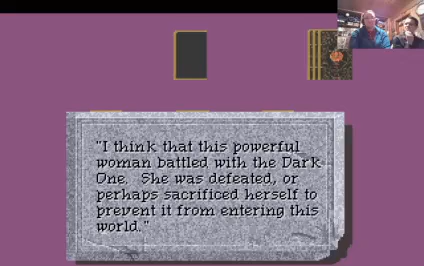 "I think that this powerful
woman battled with the Dark
One. She was defeated, or
perhaps sacrificed herself to
prevent it from entering this
world."